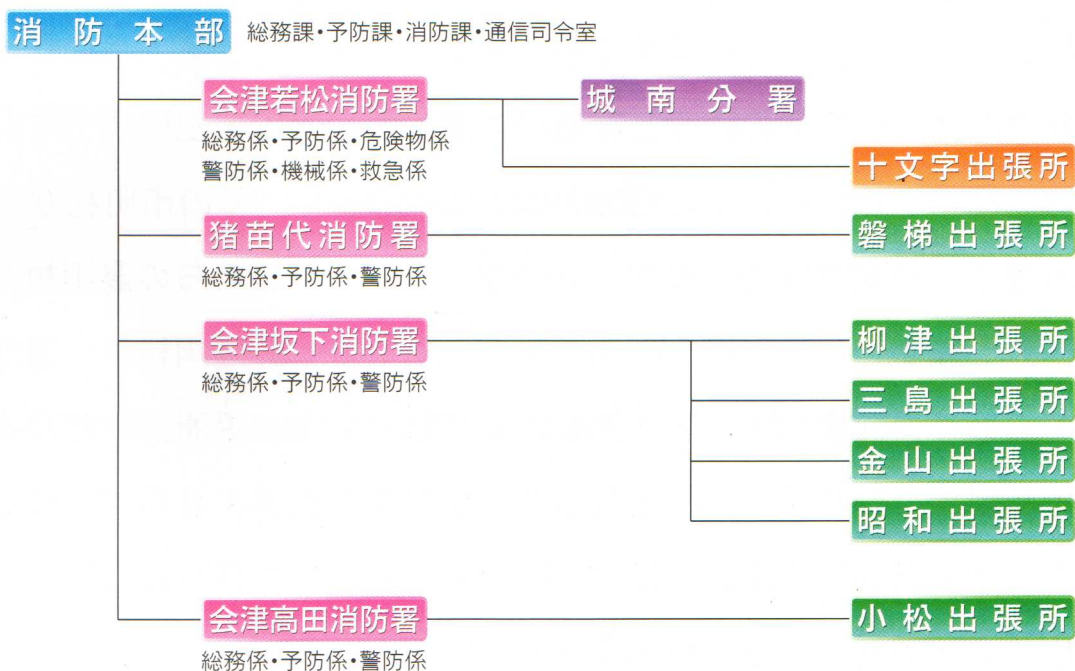 消防本部 総務課・予防課・消防課・通信司令室
会津若松消防署 城南分署
総務係・予防係・危険物係
警防係・機械係・救急係
十文字出張所
猪苗代消防署 磐梯出張所
総務係・予防係・警防係
会津坂下消防署 柳津出張所
総務係・予防係・警防係
三島出張所
金山出張所
昭和出張所
会津高田消防署 小松出張所
総務係・予防係・警防係